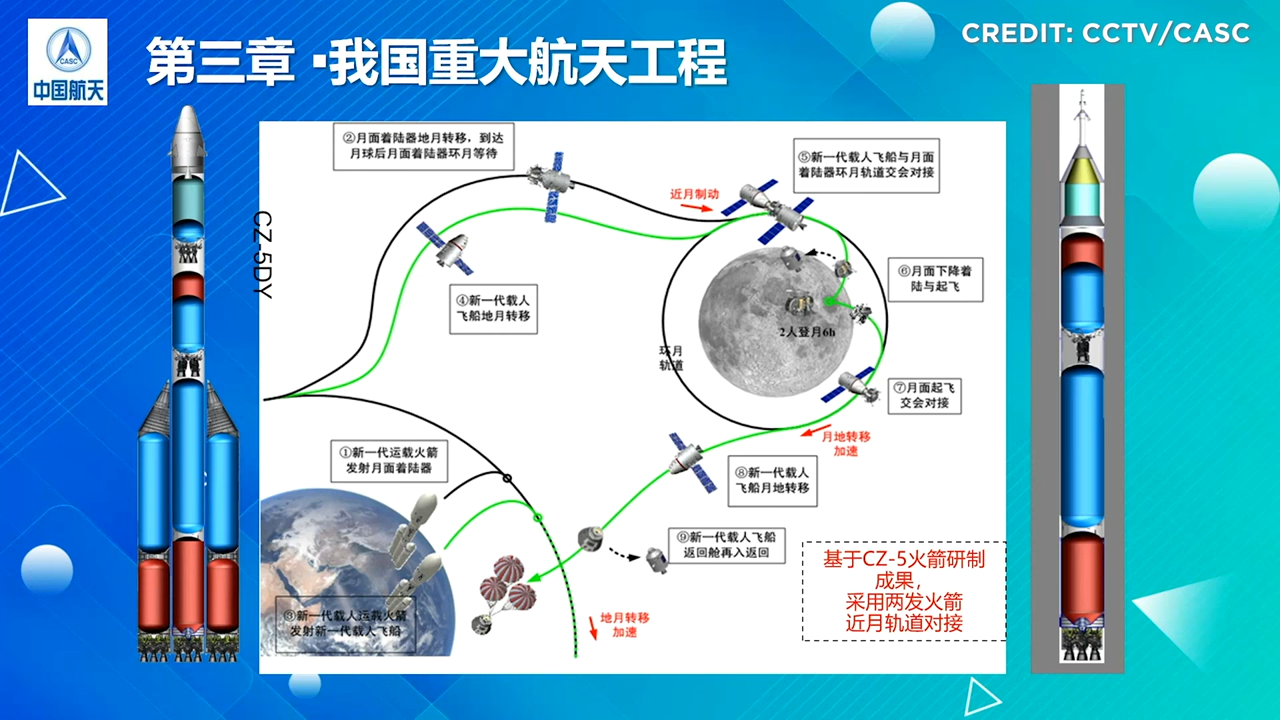 CREDIT: CCTV/CASC
CASC
中国航天
第三章 ·我国重大航天工程
CZ-5DY
②月面着陆器地月转移，到达
月球后月面着陆器环月等待
近月制动
⑤新一代载人飞船与月面
着陆器环月轨道交会对接
④新一代载人
飞船地月转移
⑥月面下降着
陆与起飞
2人登月6h
环月
轨道
⑦月面起飞
交会对接
月地转移
加速
①新一代运载火箭
发射月面着陆器
⑧新一代载人
飞船月地转移
⑨新一代载人飞船
返回舱再入返回
③新一代载人运载火箭
发射新一代载人飞船
地月转移
加速
基于CZ-5火箭研制
成果，
采用两发火箭
近月轨道对接